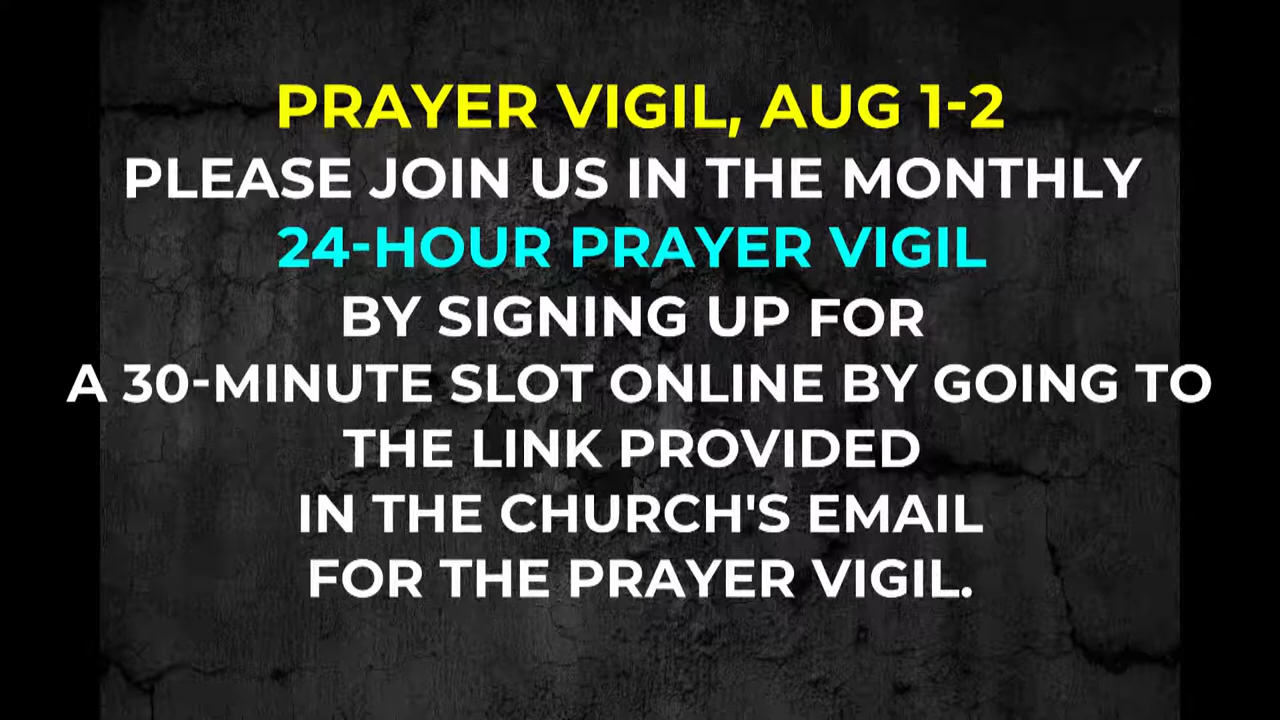 PRAYER VIGIL, AUG 1-2
PLEASE JOIN US IN THE MONTHLY
24-HOUR PRAYER VIGIL
BY SIGNING UP FOR
A 30-MINUTE SLOT ONLINE BY GOING TO
THE LINK PROVIDED
IN THE CHURCH'S EMAIL
FOR THE PRAYER VIGIL.